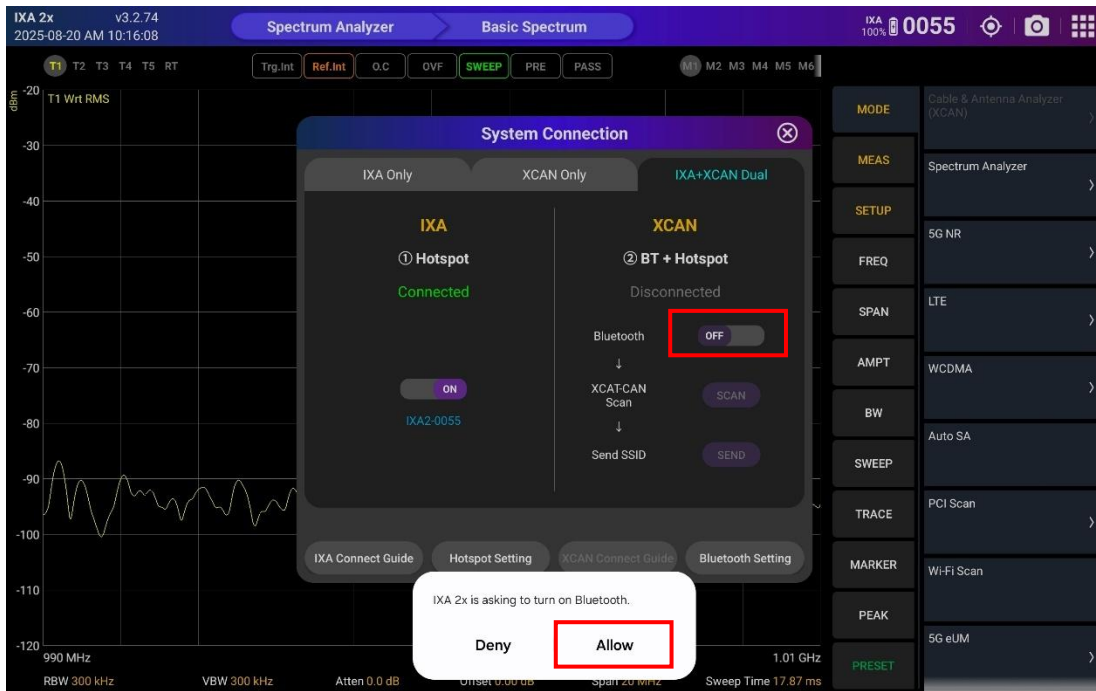 IXA 2x v3.2.74
2025-08-20 AM 10:16:08
Spectrum Analyzer
Basic Spectrum
IXA
100%
0055
T1 T2 T3 T4 T5 RT
Trg.Int Ref.Int O.C OVF SWEEP PRE PASS
M1 M2 M3 M4 M5 M6
dBm
-20
-30
-40
-50
-60
-70
-80
-90
-100
-110
-120
T1 Wrt RMS
System Connection
IXA Only
XCAN Only
IXA+XCAN Dual
IXA
① Hotspot
Connected
ON
IXA2-0055
XCAN
② BT + Hotspot
Disconnected
Bluetooth OFF
↓
XCAT-CAN
Scan
SCAN
↓
Send SSID SEND
IXA Connect Guide
Hotspot Setting
XCAN Connect Guide
Bluetooth Setting
IXA 2x is asking to turn on Bluetooth.
Deny
Allow
990 MHz
1.01 GHz
RBW 300 kHz VBW 300 kHz Atten 0.0 dB Offset 0.00 dB Span 20 MHz Sweep Time 17.87 ms
MODE
MEAS
SETUP
FREQ
SPAN
AMPT
BW
SWEEP
TRACE
MARKER
PEAK
PRESET
Cable & Antenna Analyzer
(XCAN)
Spectrum Analyzer
5G NR
LTE
WCDMA
Auto SA
PCI Scan
Wi-Fi Scan
5G eUM